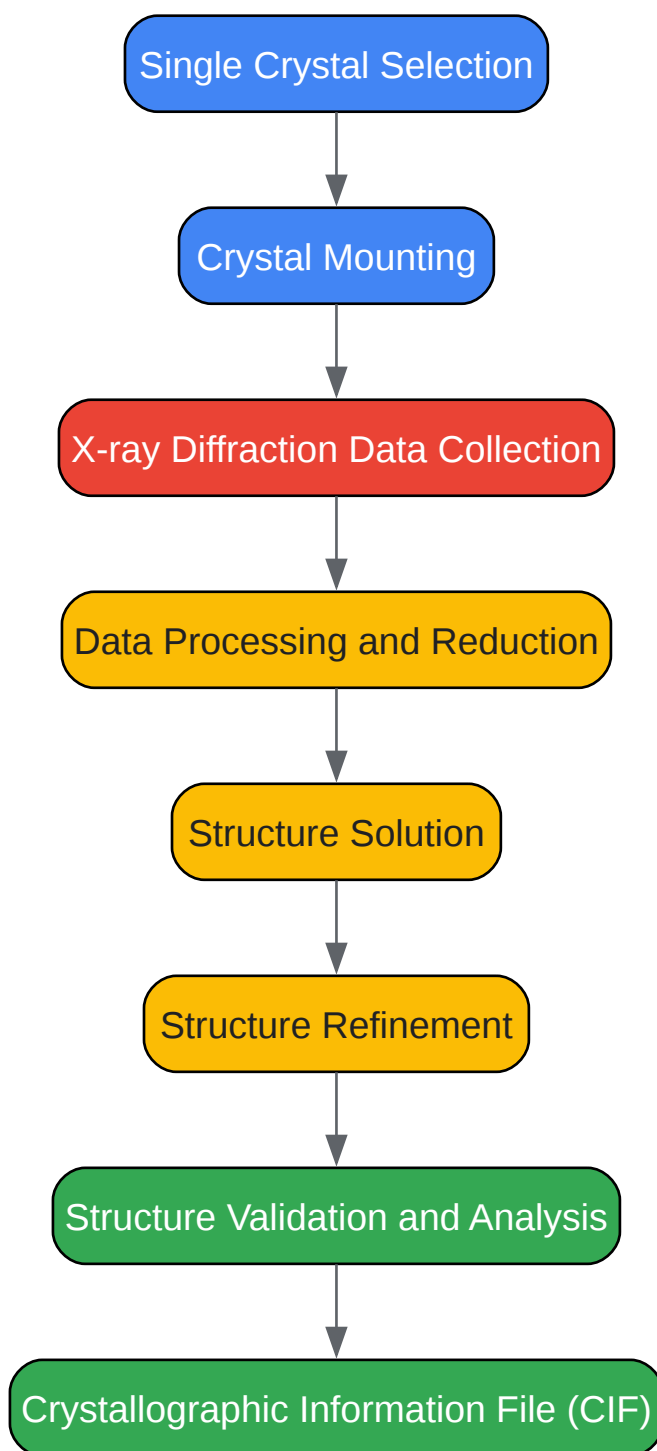 Single Crystal Selection
Crystal Mounting
X-ray Diffraction Data Collection
Data Processing and Reduction
Structure Solution
Structure Refinement
Structure Validation and Analysis
Crystallographic Information File (CIF)